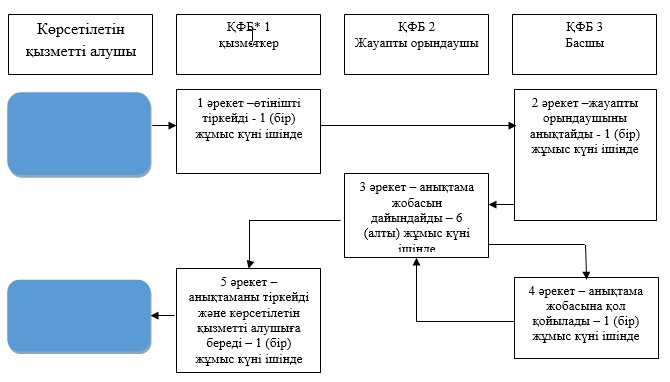 Көрсетілетін
қызметті алушы
ҚФБ* 1
қызметкер
ҚФБ 2
Жауапты орындаушы
ҚФБ 3
Басшы
1 әрекет –өтінішті
тіркейді - 1 (бір)
жұмыс күні ішінде
2 әрекет –жауапты
орындаушыны
анықтайды - 1 (бір)
жұмыс күні ішінде
3 әрекет – анықтама
жобасын
дайындайды – 6
(алты) жұмыс күні
ішінде
5 әрекет –
анықтаманы тіркейді
және көрсетілетін
қызметті алушыға
береді – 1 (бір)
жұмыс күні ішінде
4 әрекет – анықтама
жобасына қол
қойылады – 1 (бір)
жұмыс күні ішінде